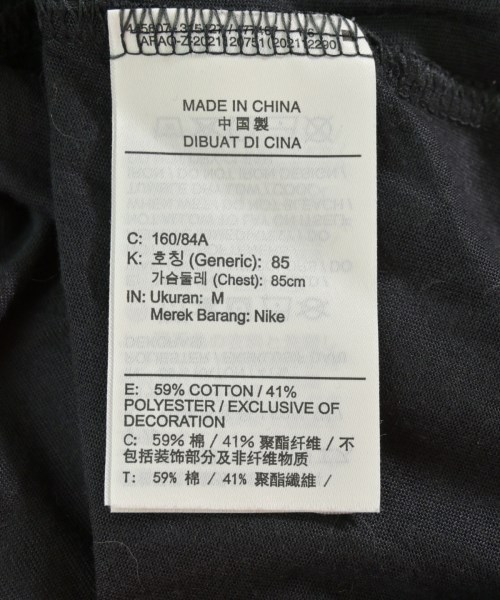 MADE IN CHINA
中国製
DIBUAT DI CINA
C: 160/84A
K: 호칭 (Generic): 85
가슴둘레 (Chest): 85cm
IN: Ukuran: M
Merek Barang: Nike
E: 59% COTTON / 41%
POLYESTER / EXCLUSIVE OF
DECORATION
C: 59% 棉 / 41% 聚酯纤维 / 不
包括装饰部分及非纤维物质
T: 59% 棉 / 41% 聚酯纖維 /